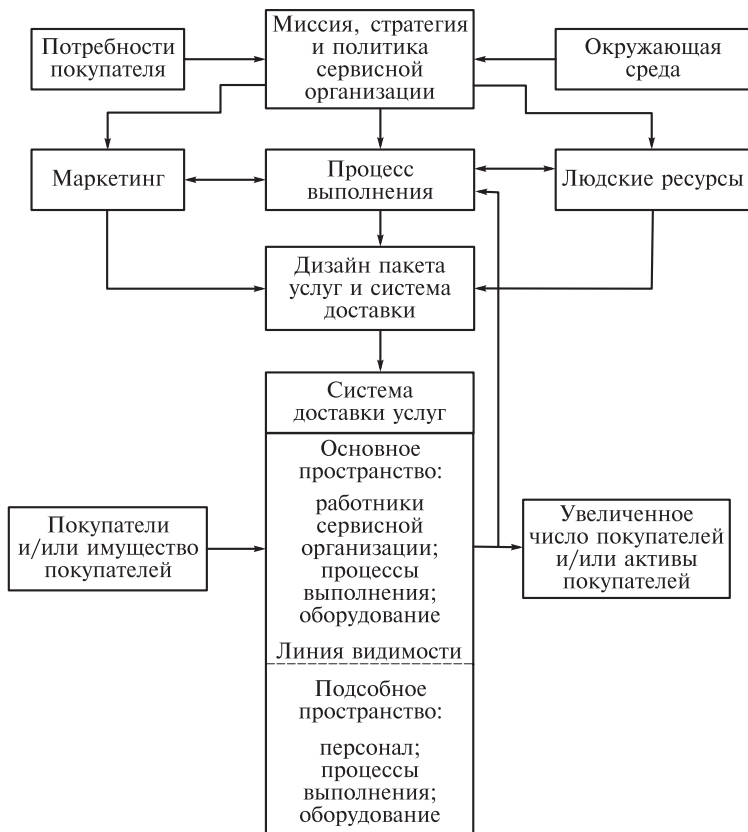 Миссия, стратегия
и политика
сервисной
организации
Потребности
покупателя
Окружающая
среда
Маркетинг
Процесс
выполнения
Людские ресурсы
Дизайн пакета
услуг и система
доставки
Система
доставки услуг
Основное
пространство:
работники
сервисной
организации;
процессы
выполнения;
оборудование
Линия видимости
Подсобное
пространство:
персонал;
процессы
выполнения;
оборудование
Покупатели
и/или имущество
покупателей
Увеличенное
число покупателей
и/или активы
покупателей